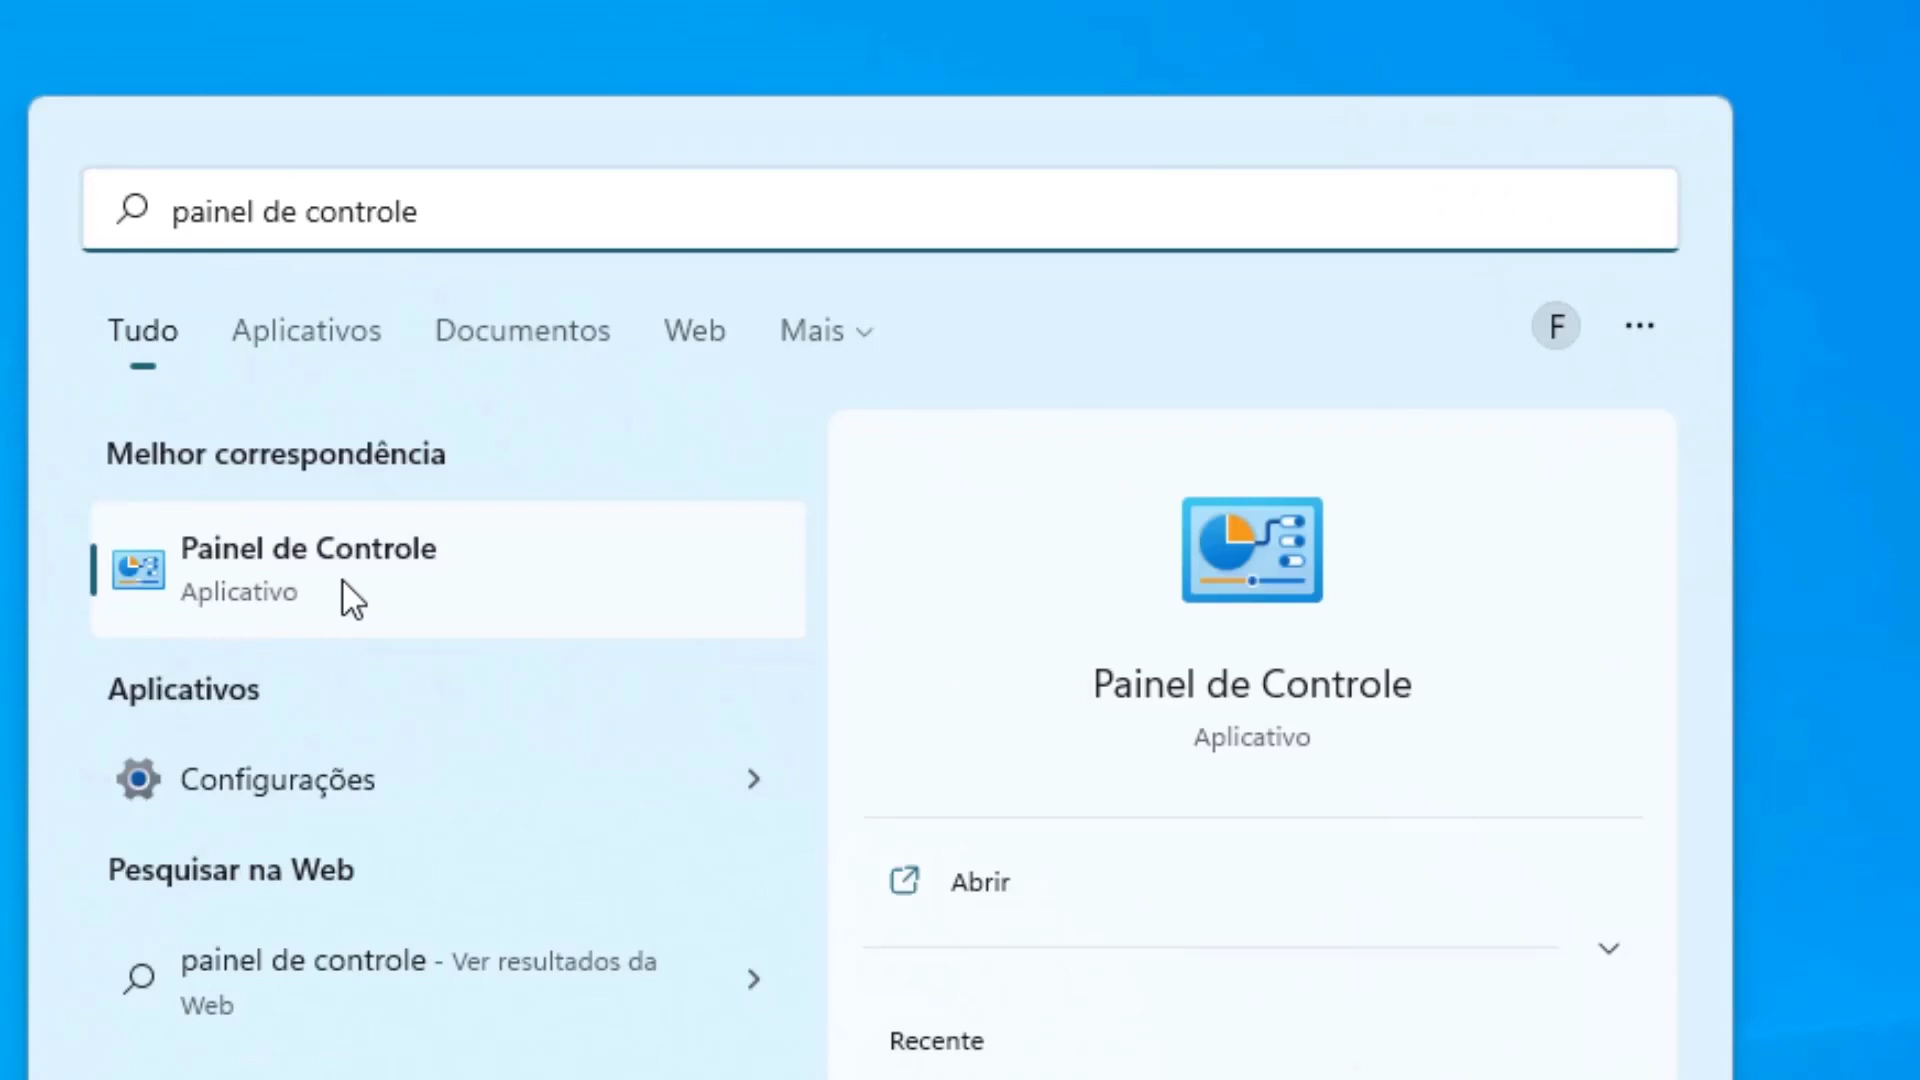 painel de controle
Tudo Aplicativos Documentos Web Mais F ...
Melhor correspondência
Painel de Controle
Aplicativo
Aplicativos
Configurações
Pesquisar na Web
painel de controle - Ver resultados da
Web
Painel de Controle
Aplicativo
Abrir
Recente